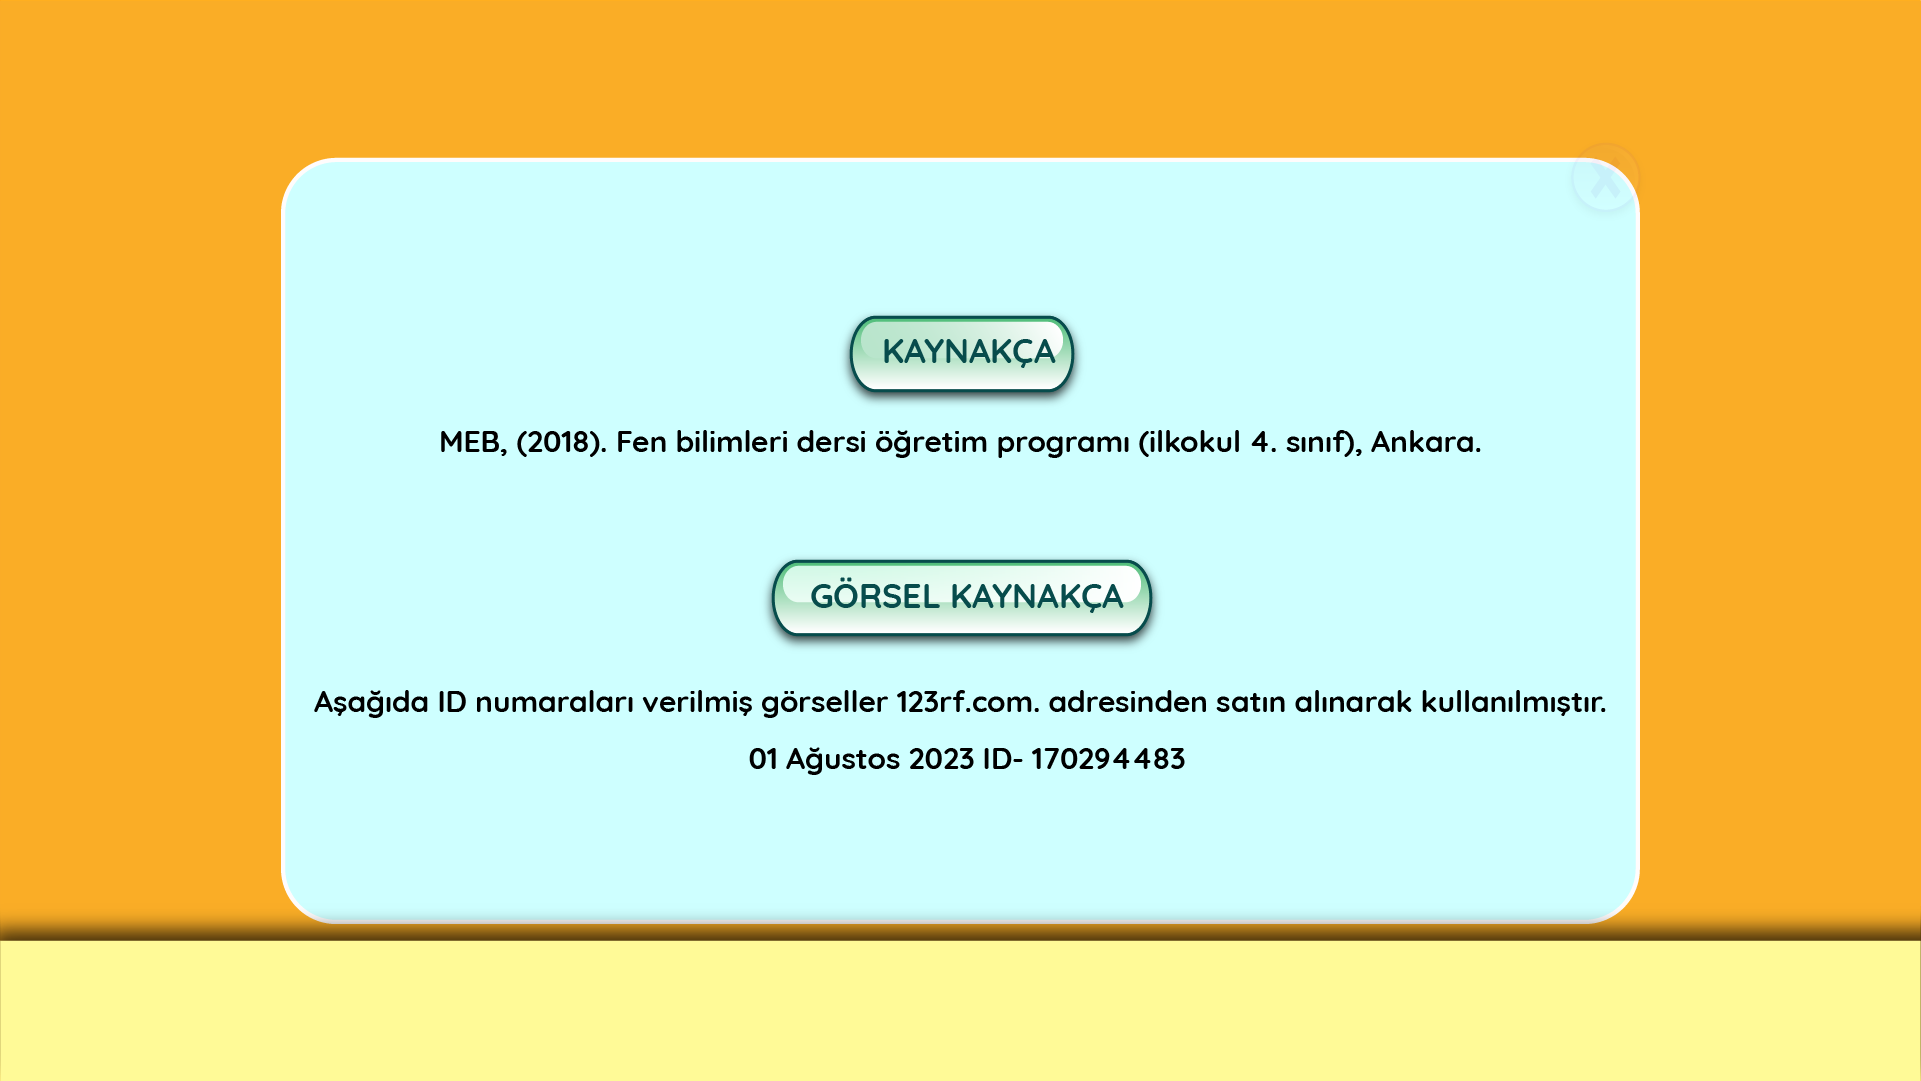 X
KAYNAKÇA
MEB, (2018). Fen bilimleri dersi öğretim programı (ilkokul 4. sınıf), Ankara.
GÖRSEL KAYNAKÇA
Aşağıda ID numaraları verilmiş görseller 123rf.com. adresinden satın alınarak kullanılmıştır.
01 Ağustos 2023 ID- 170294483